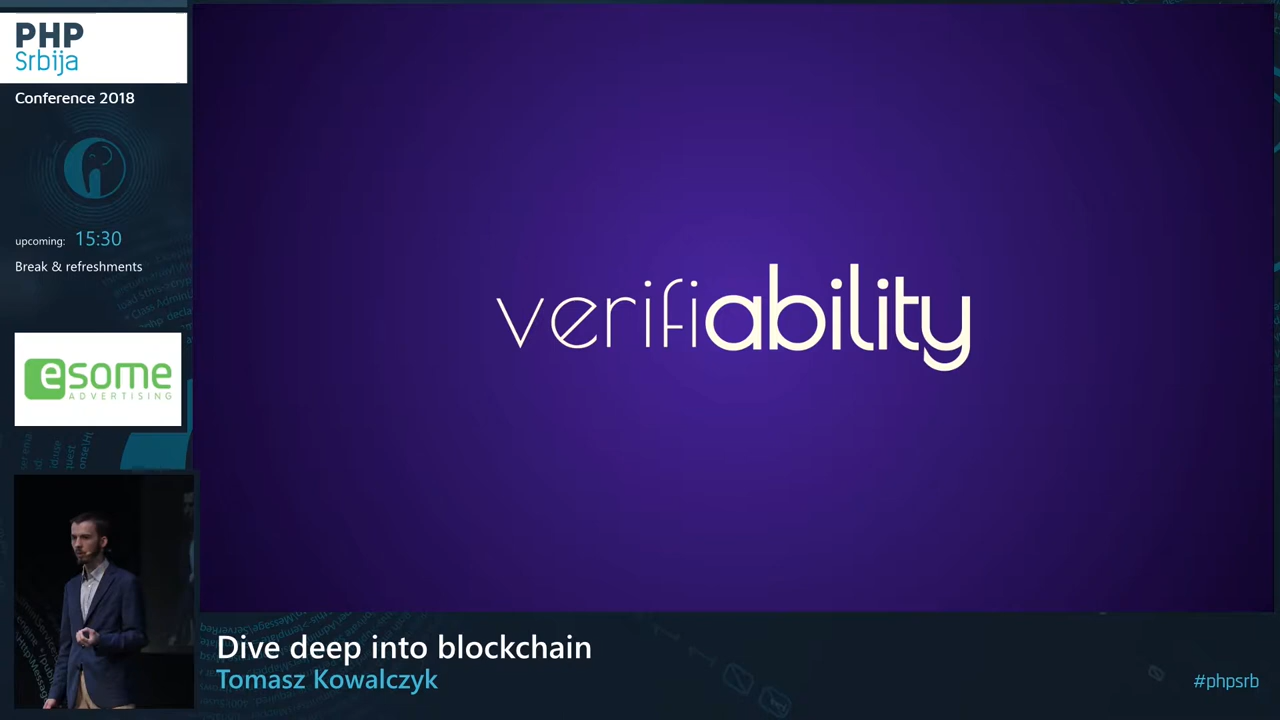 PHP
Srbija
Conference 2018
upcoming: 15:30
Break & refreshments
esome
ADVERTISING
verifiability
Dive deep into blockchain
Tomasz Kowalczyk
#phpsrb